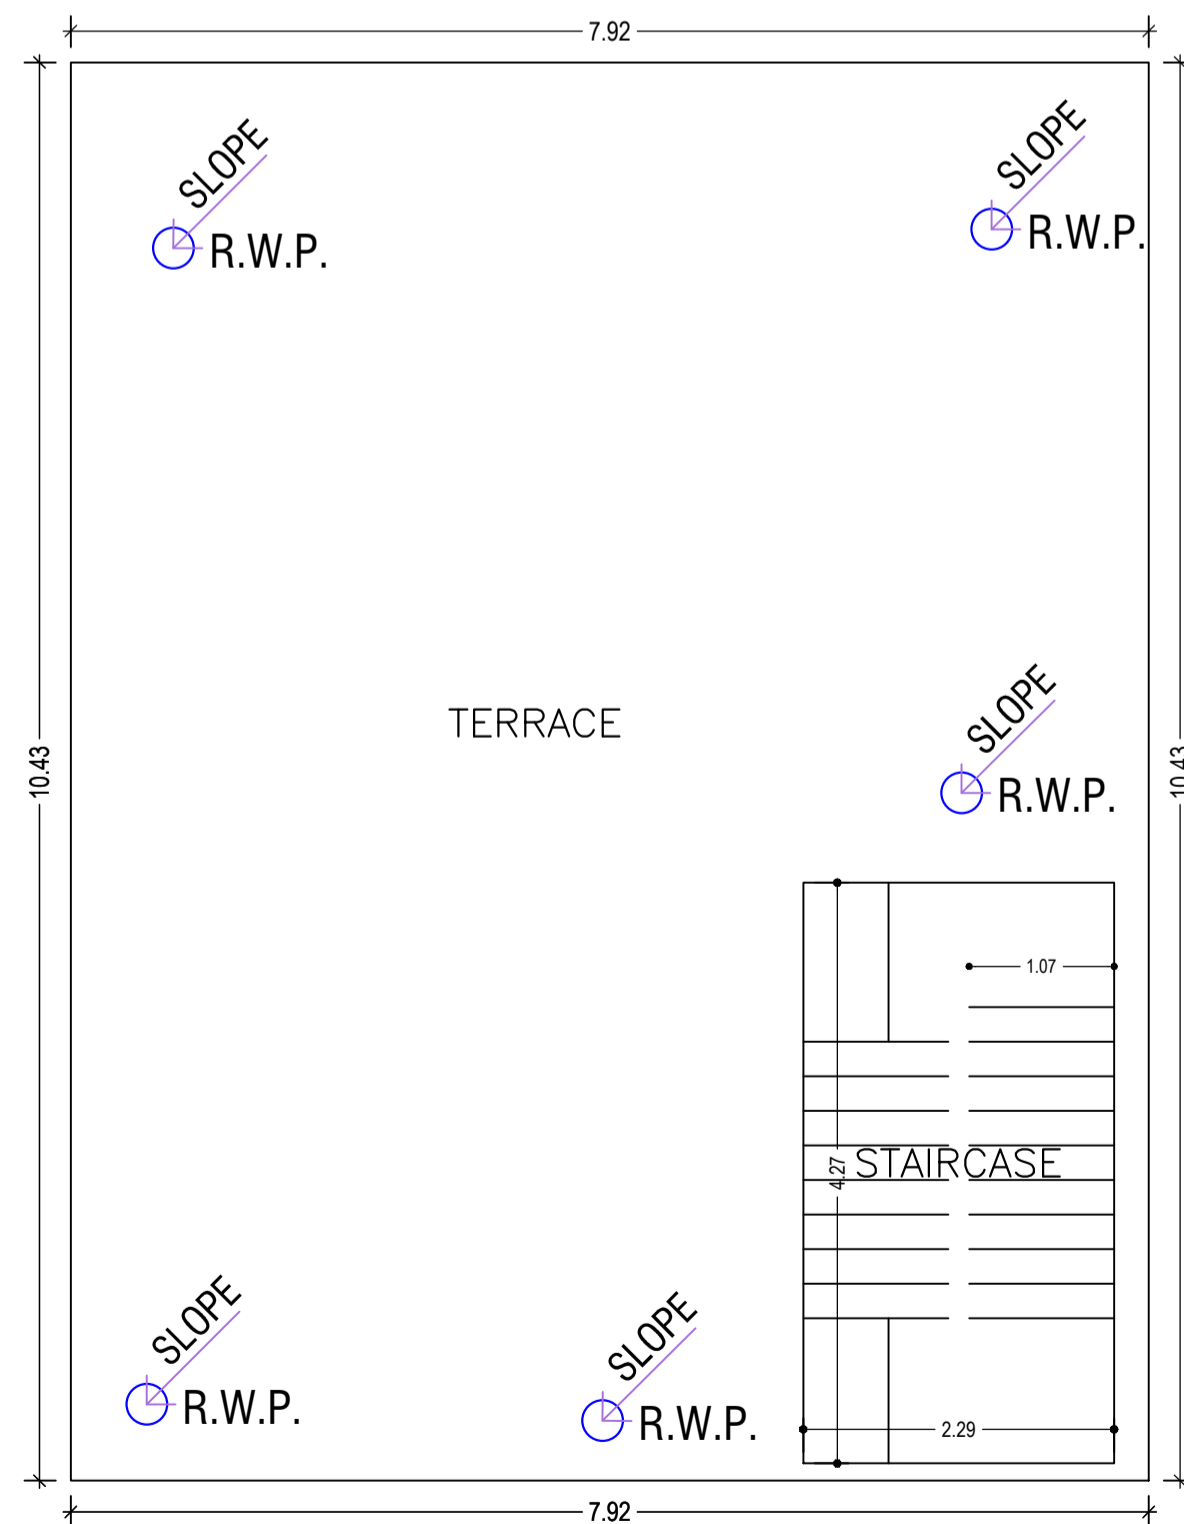 7.92
SLOPE
R.W.P.
SLOPE
R.W.P.
TERRACE
10.43
10.43
SLOPE
R.W.P.
1.07
4.27
STAIRCASE
SLOPE
R.W.P.
SLOPE
R.W.P.
2.29
7.92